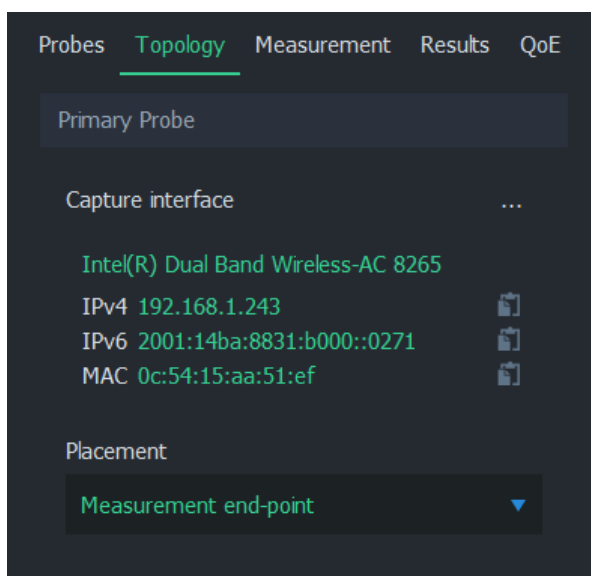 Probes Topology Measurement Results QoE
Primary Probe
Capture interface ...
Intel(R) Dual Band Wireless-AC 8265
IPv4 192.168.1.243
IPv6 2001:14ba:8831:b000::0271
MAC 0c:54:15:aa:51:ef
Placement
Measurement end-point